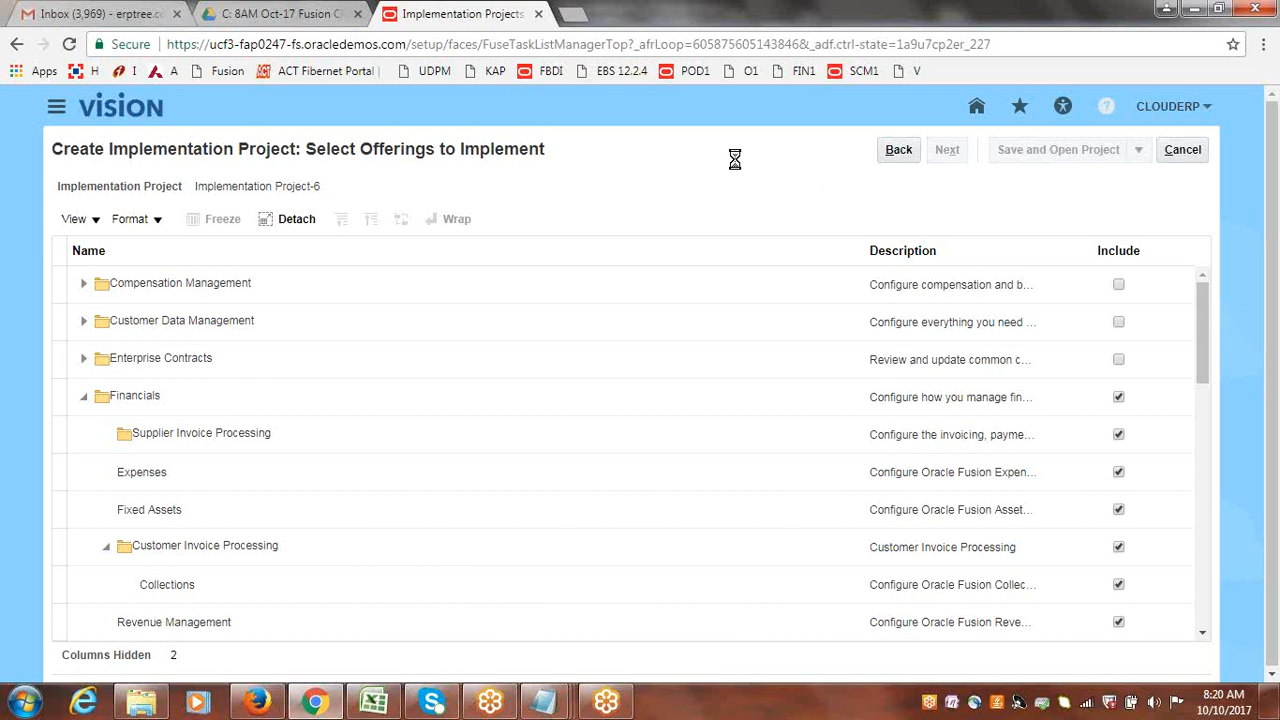 Inbox (3,969) - erptree.co
C: 8AM Oct-17 Fusion C
Implementation Projects
Secure
https://ucf3-fap0247-fs.oracledemos.com/setup/faces/FuseTaskListManagerTop?_afrLoop=605875605143846&_adf.ctrl-state=1a9u7cp2er_227
Apps H I A Fusion ACT Fibernet Portal UDPM KAP FBDI EBS 12.2.4 POD1 O1 FIN1 SCM1 V
VISION CLOUDERP
Create Implementation Project: Select Offerings to Implement Back Next Save and Open Project Cancel
Implementation Project Implementation Project-6
View Format Freeze Detach Wrap
Name Description Include
Compensation Management Configure compensation and b...
Customer Data Management Configure everything you need ...
Enterprise Contracts Review and update common c...
Financials Configure how you manage fin...
Supplier Invoice Processing Configure the invoicing, payme...
Expenses Configure Oracle Fusion Expen...
Fixed Assets Configure Oracle Fusion Asset...
Customer Invoice Processing Customer Invoice Processing
Collections Configure Oracle Fusion Collec...
Revenue Management Configure Oracle Fusion Reve...
Columns Hidden 2
8:20 AM
10/10/2017